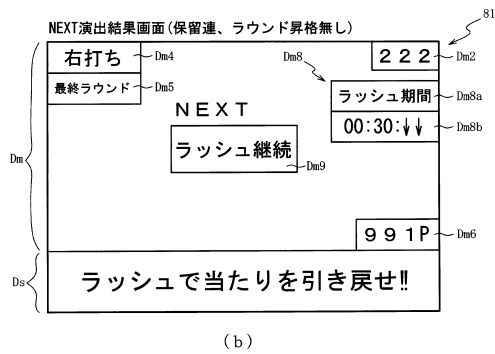 NEXT演出結果画面(保留連、ラウンド昇格無し)
81
右打ち
Dm4
Dm8
222
Dm2
最終ラウンド
Dm5
ラッシュ期間
Dm8a
NEXT
00:30:↓↓
Dm8b
ラッシュ継続
Dm9
Dm
991P
Dm6
Ds
ラッシュで当たりを引き戻せ!!
(b)